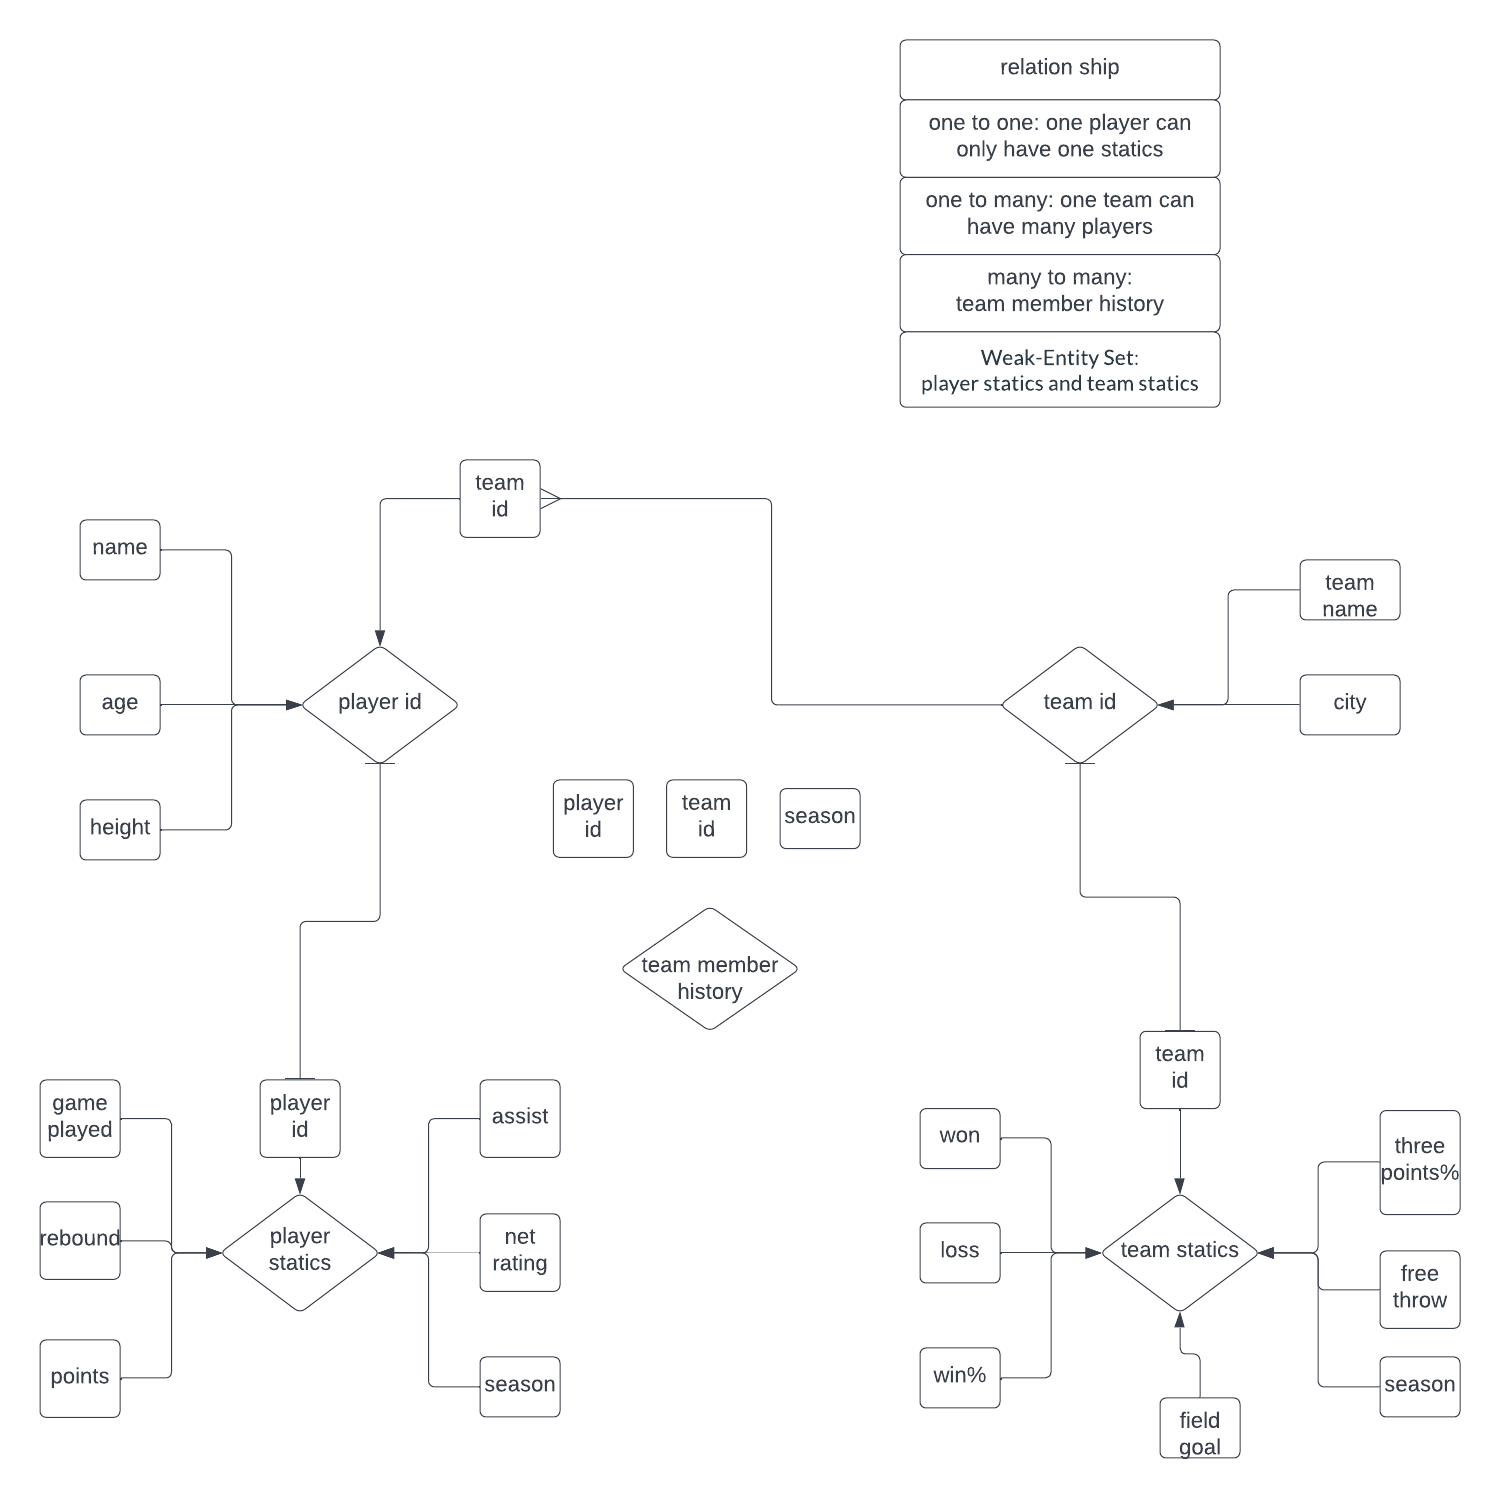 relation ship
one to one: one player can
only have one statics
one to many: one team can
have many players
many to many:
team member history
Weak-Entity Set:
player statics and team statics
team
id
name
age
height
player id
team id
team
name
city
player
id
team
id
season
team member
history
game
played
rebound
points
player
id
player
statics
assist
net
rating
season
team
id
won
loss
win%
team statics
three
points%
free
throw
season
field
goal